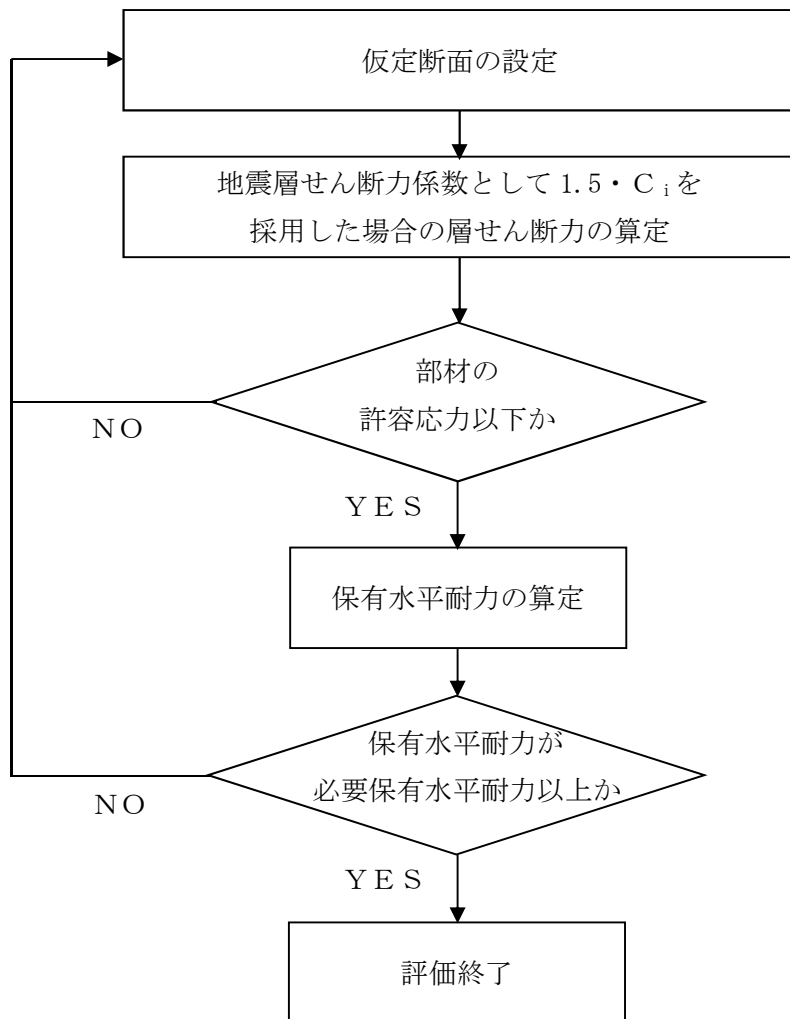 仮定断面の設定
地震層せん断力係数として1.5・Ciを
採用した場合の層せん断力の算定
部材の
許容応力以下か
NO
YES
保有水平耐力の算定
保有水平耐力が
必要保有水平耐力以上か
NO
YES
評価終了